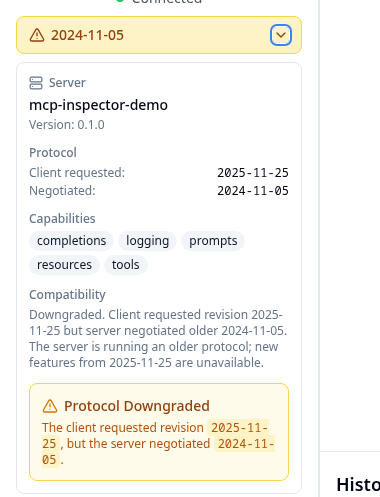 Connected
2024-11-05
Server
mcp-inspector-demo
Version: 0.1.0
Protocol
Client requested: 2025-11-25
Negotiated: 2024-11-05
Capabilities
completions logging prompts
resources tools
Compatibility
Downgraded. Client requested revision 2025-
11-25 but server negotiated older 2024-11-05.
The server is running an older protocol; new
features from 2025-11-25 are unavailable.
Protocol Downgraded
The client requested revision 2025-11-
25 , but the server negotiated 2024-11-
05 .
Histo